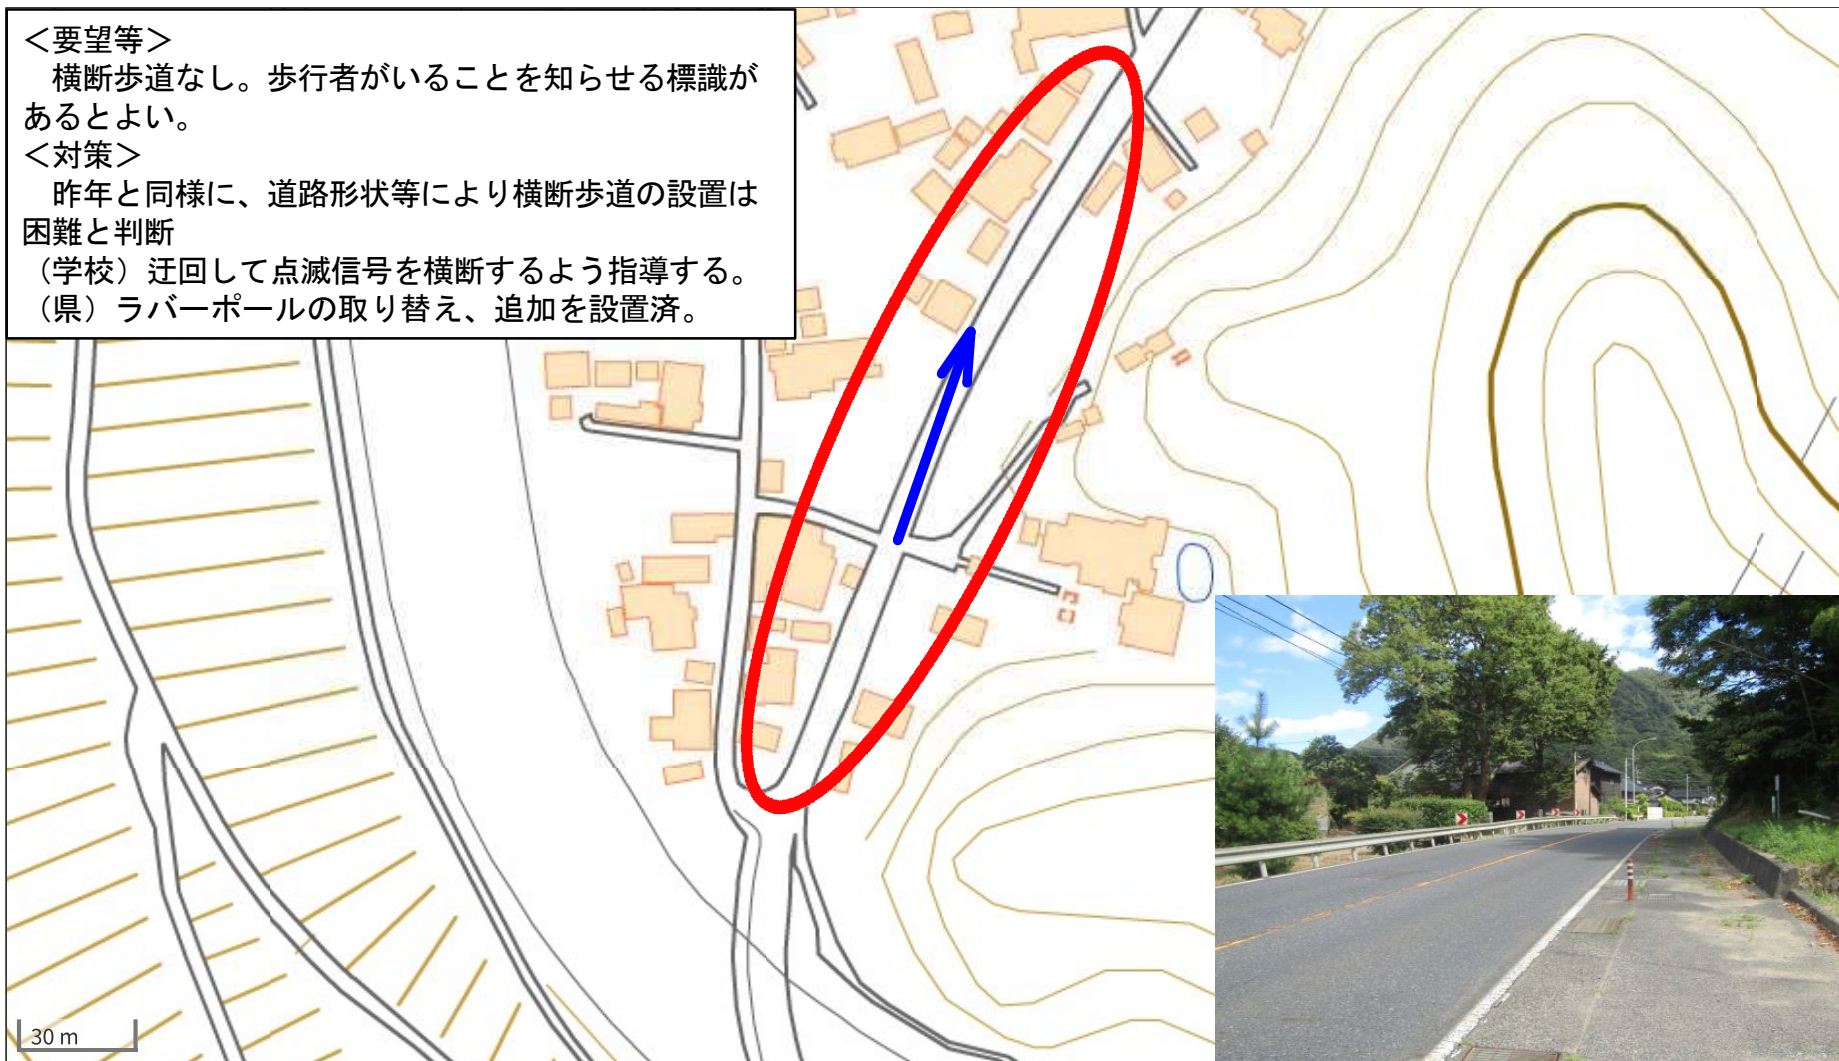 ＜要望等＞
　横断歩道なし。歩行者がいることを知らせる標識が
あるとよい。
＜対策＞
　昨年と同様に、道路形状等により横断歩道の設置は
困難と判断
（学校）迂回して点滅信号を横断するよう指導する。
（県）ラバーポールの取り替え、追加を設置済。
30 m